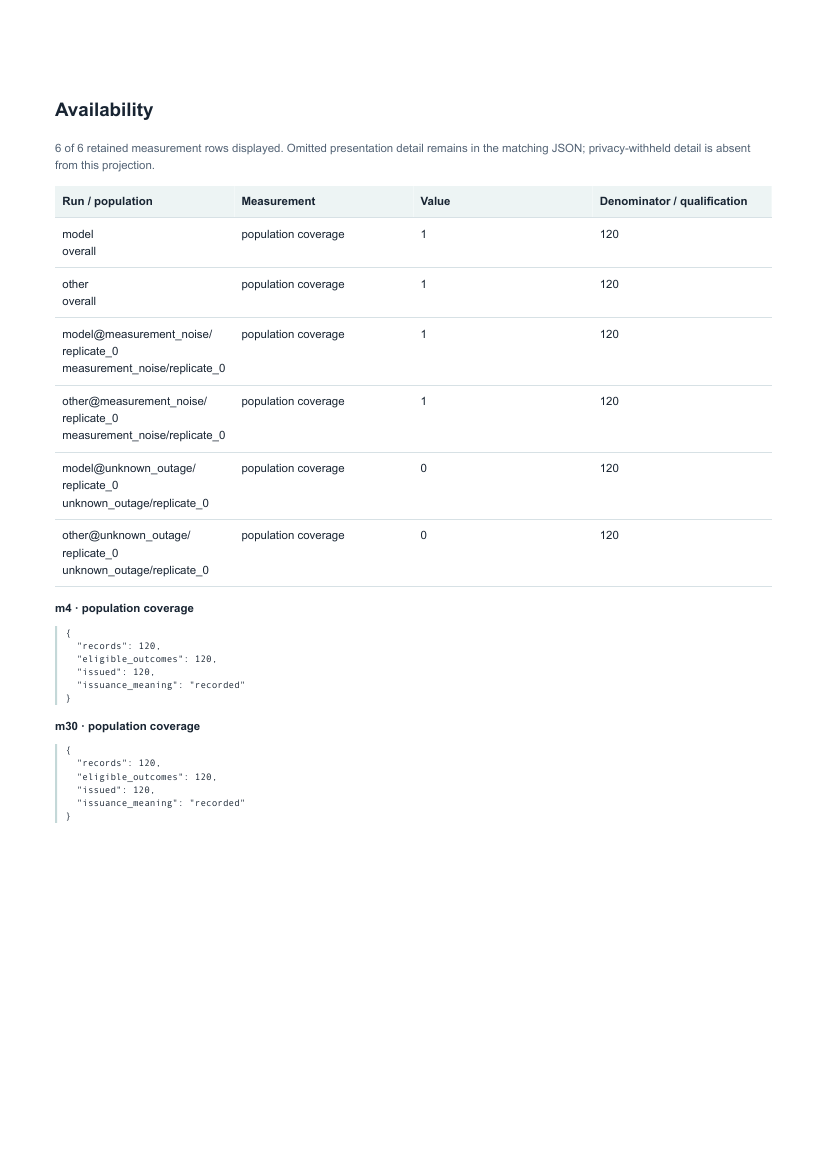 Availability
6 of 6 retained measurement rows displayed. Omitted presentation detail remains in the matching JSON; privacy-withheld detail is absent
from this projection.
Run / population Measurement Value Denominator / qualification
model population coverage 1 120
overall
other population coverage 1 120
overall
model@measurement_noise/ population coverage 1 120
replicate_0
measurement_noise/replicate_0
other@measurement_noise/ population coverage 1 120
replicate_0
measurement_noise/replicate_0
model@unknown_outage/ population coverage 0 120
replicate_0
unknown_outage/replicate_0
other@unknown_outage/ population coverage 0 120
replicate_0
unknown_outage/replicate_0
m4 · population coverage
{
"records": 120,
"eligible_outcomes": 120,
"issued": 120,
"issuance_meaning": "recorded"
}
m30 · population coverage
{
"records": 120,
"eligible_outcomes": 120,
"issued": 120,
"issuance_meaning": "recorded"
}